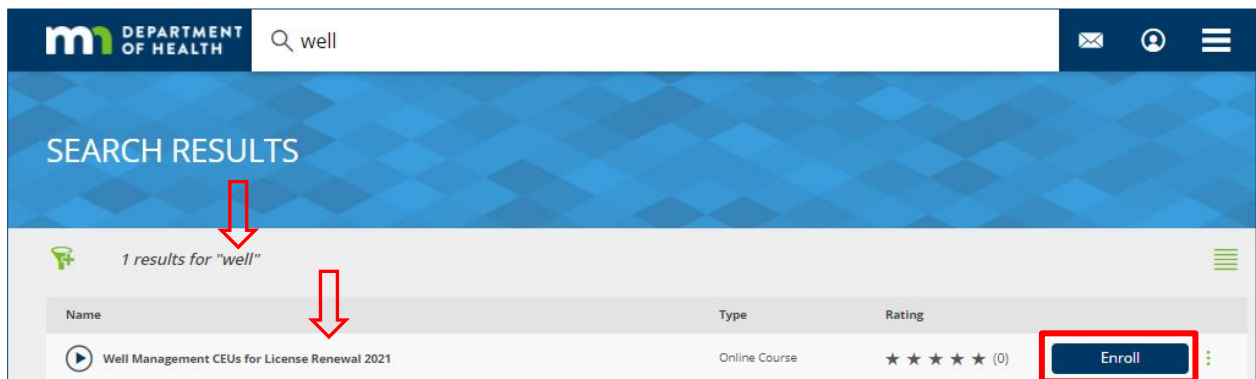 mn DEPARTMENT
OF HEALTH
well
SEARCH RESULTS
1 results for "well"
Name Type Rating
Well Management CEUs for License Renewal 2021 Online Course ★ ★ ★ ★ ★ (0) Enroll